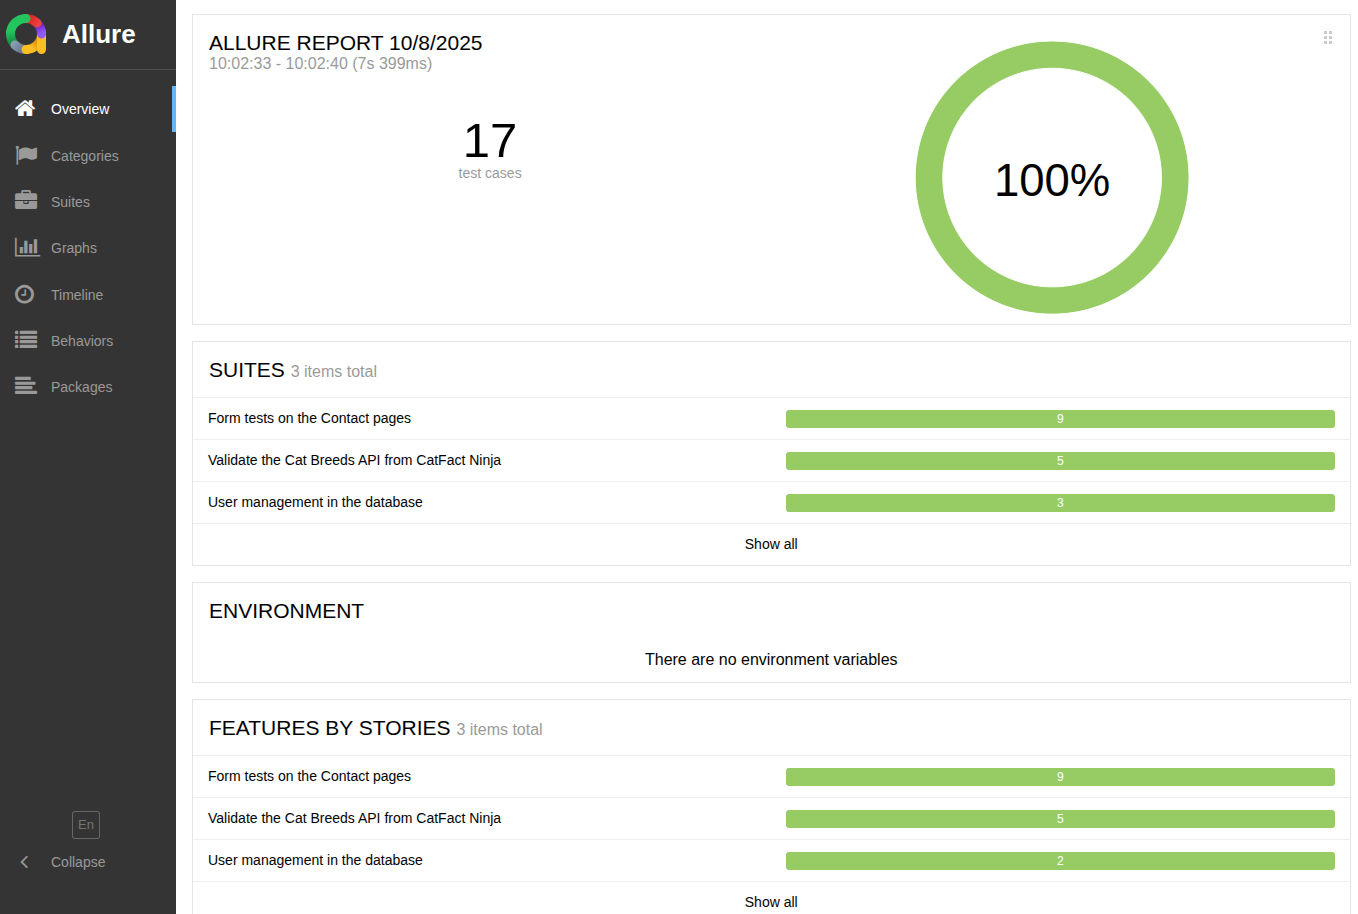 Allure
Overview
Categories
Suites
Graphs
Timeline
Behaviors
Packages
En
Collapse
ALLURE REPORT 10/8/2025
10:02:33 - 10:02:40 (7s 399ms)
17
test cases
100%
SUITES 3 items total
Form tests on the Contact pages 9
Validate the Cat Breeds API from CatFact Ninja 5
User management in the database 3
Show all
ENVIRONMENT
There are no environment variables
FEATURES BY STORIES 3 items total
Form tests on the Contact pages 9
Validate the Cat Breeds API from CatFact Ninja 5
User management in the database 2
Show all